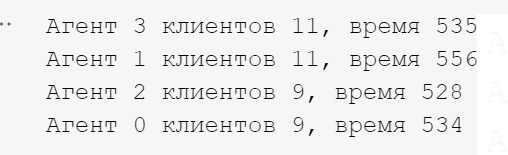 Агент 3 клиентов 11, время 535
Агент 1 клиентов 11, время 556
Агент 2 клиентов 9, время 528
Агент 0 клиентов 9, время 534